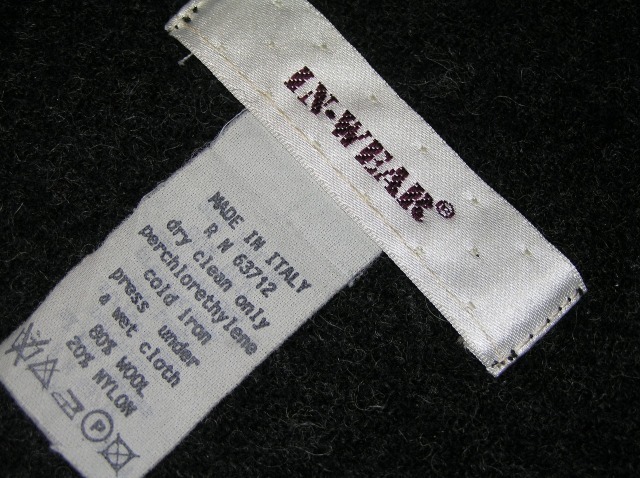 IN·WEAR®
MADE IN ITALY
R N 63712
dry clean only
perchlorethylene
cold iron
press under
a wet cloth
80% WOOL
20% NYLON
P